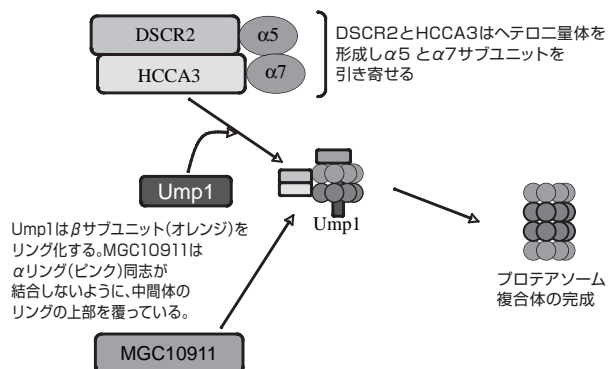 DSCR2
α5
HCCA3
α7
DSCR2とHCCA3はヘテロ二量体を
形成しα5 とα7サブユニットを
引き寄せる
Ump1
Ump1
Ump1はβサブユニット(オレンジ)を
リング化する。MGC10911は
αリング(ピンク)同志が
結合しないように、中間体の
リングの上部を覆っている。
プロテアソーム
複合体の完成
MGC10911